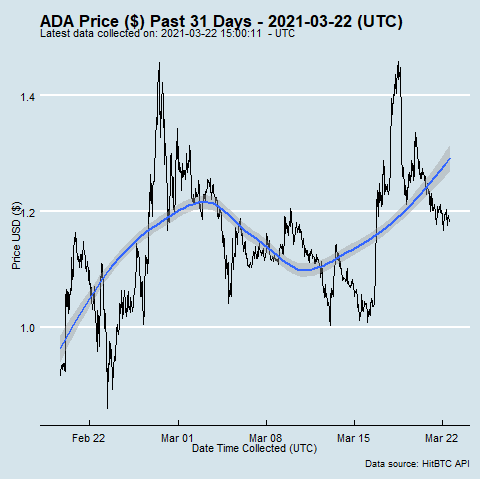 ADA Price ($) Past 31 Days - 2021-03-22 (UTC)
Latest data collected on: 2021-03-22 15:00:11 - UTC
1.4
1.2
1.0
Price USD ($)
Feb 22
Mar 01
Mar 08
Mar 15
Mar 22
Date Time Collected (UTC)
Data source: HitBTC API